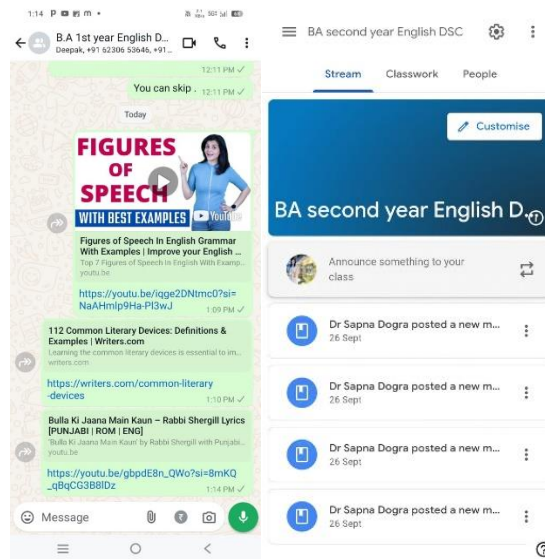 1:14
B.A 1st year English D...
Deepak, +91 62306 53646, +91...
12:11 PM
You can skip . 12:11 PM
Today
FIGURES
OF
SPEECH
WITH BEST EXAMPLES
YouTube
Figures of Speech In English Grammar
With Examples | Improve your English ...
Top 7 Figures of Speech In English With Examp...
youtu.be
https://youtu.be/iqge2DNtmc0?si=
NaAHmlp9Ha-Pl3wJ
1:09 PM
112 Common Literary Devices: Definitions &
Examples | Writers.com
Learning the common literary devices is essential to im...
writers.com
https://writers.com/common-literary
-devices
1:10 PM
Bulla Ki Jaana Main Kaun – Rabbi Shergill Lyrics
[PUNJABI | ROM | ENG]
'Bulla Ki Jaana Main Kaun' by Rabbi Shergill with Punjabi...
youtu.be
https://youtu.be/gbpdE8n_QWo?si=8mKQ
_qBqCG3B8lDz
1:14 PM
Message
BA second year English DSC
Stream Classwork People
Customise
BA second year English D...
Announce something to your
class
Dr Sapna Dogra posted a new m...
26 Sept
Dr Sapna Dogra posted a new m...
26 Sept
Dr Sapna Dogra posted a new m...
26 Sept
Dr Sapna Dogra posted a new m...
26 Sept